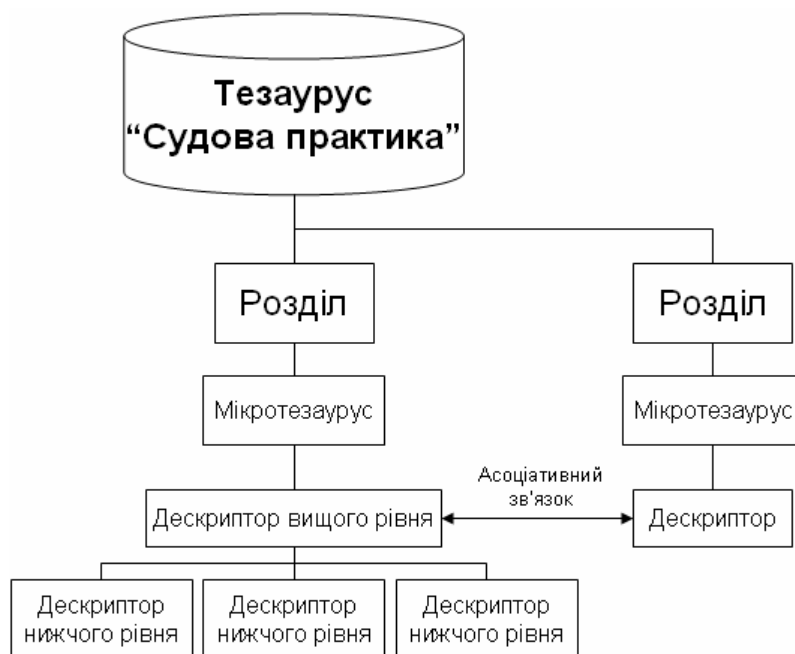 Тезаурус
“Судова практика”
Розділ
Розділ
Мікротезаурус
Мікротезаурус
Асоціативний
зв'язок
Дескриптор вищого рівня
Дескриптор
Дескриптор
нижчого рівня
Дескриптор
нижчого рівня
Дескриптор
нижчого рівня